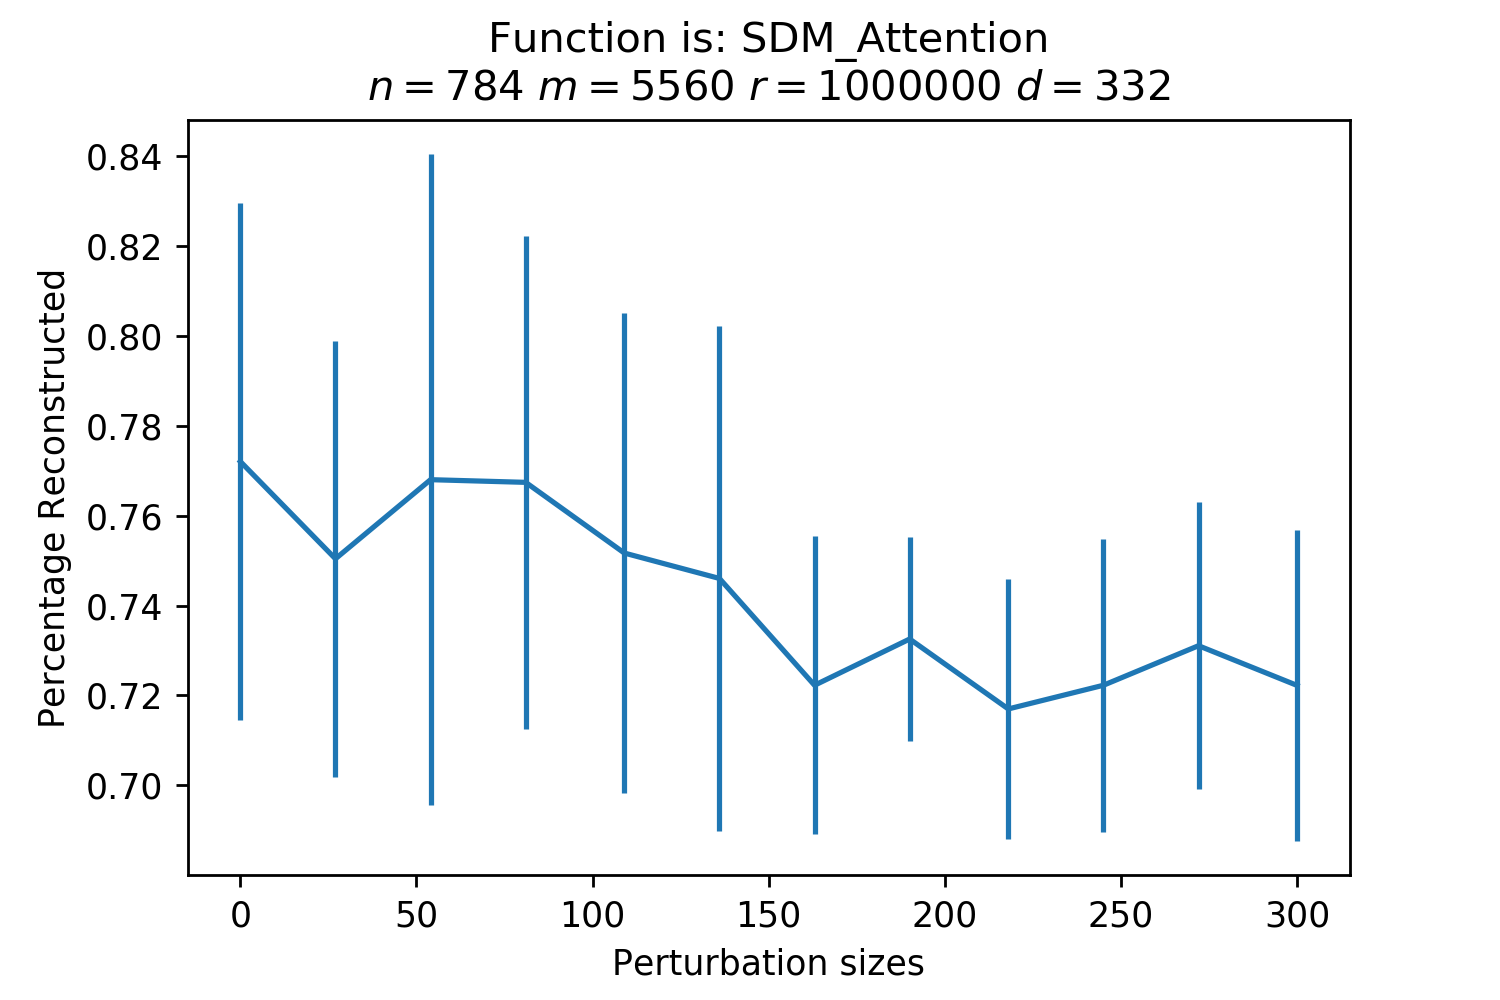 Function is: SDM_Attention
n = 784 m = 5560 r = 1000000 d = 332
Percentage Reconstructed
0.84
0.82
0.80
0.78
0.76
0.74
0.72
0.70
0 50 100 150 200 250 300
Perturbation sizes